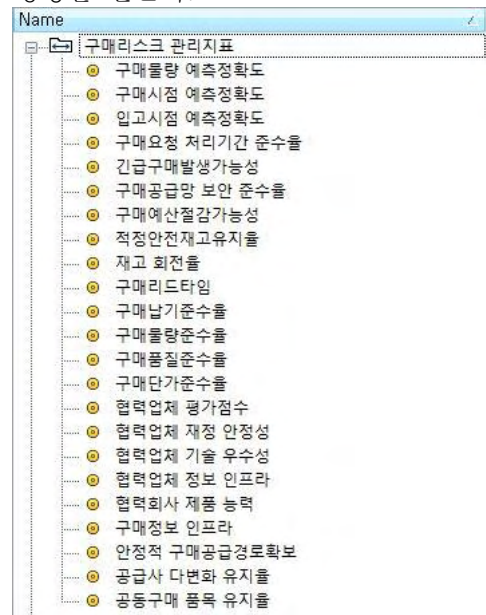 Name
구매리스크 관리지표
구매물량 예측정확도
구매시점 예측정확도
입고시점 예측정확도
구매요청 처리기간 준수율
긴급구매발생가능성
구매공급망 보안 준수율
구매예산절감가능성
적정안전재고유지율
재고 회전율
구매리드타임
구매납기준수율
구매물량준수율
구매품질준수율
구매단가준수율
협력업체 평가점수
협력업체 재정 안정성
협력업체 기술 우수성
협력업체 정보 인프라
협력회사 제품 능력
구매정보 인프라
안정적 구매공급경로확보
공급사 다변화 유지율
공동구매 품목 유지율